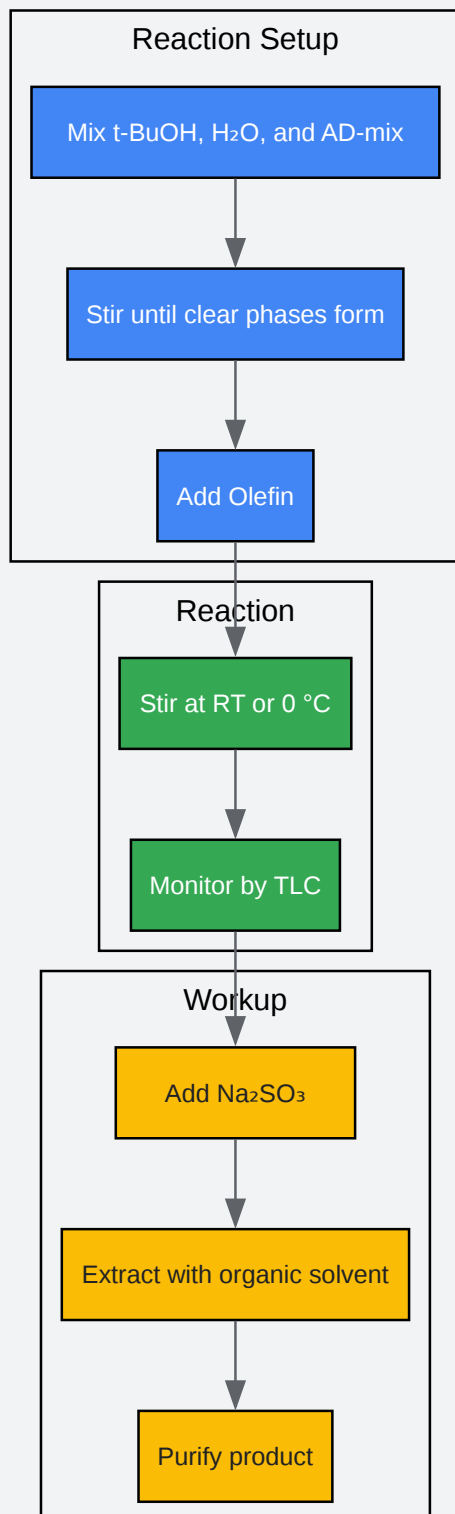 Reaction Setup
Mix t-BuOH, H₂O, and AD-mix
Stir until clear phases form
Add Olefin
Reaction
Stir at RT or 0 °C
Monitor by TLC
Workup
Add Na₂SO₃
Extract with organic solvent
Purify product